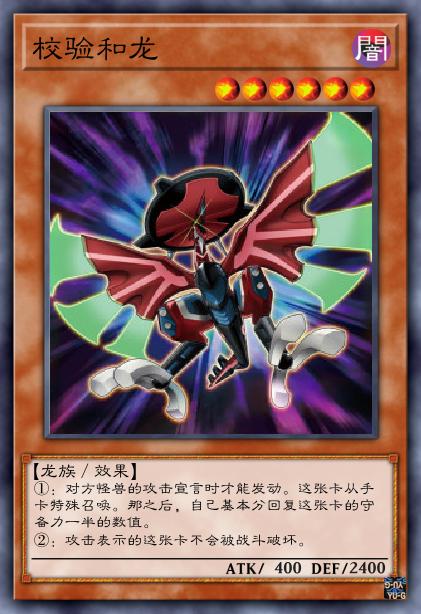 校验和龙
闇
【龙族／效果】
①：对方怪兽的攻击宣言时才能发动。这张卡从手
卡特殊召唤。那之后，自己基本分回复这张卡的守
备力一半的数值。
②：攻击表示的这张卡不会被战斗破坏。
ATK/ 400 DEF/2400